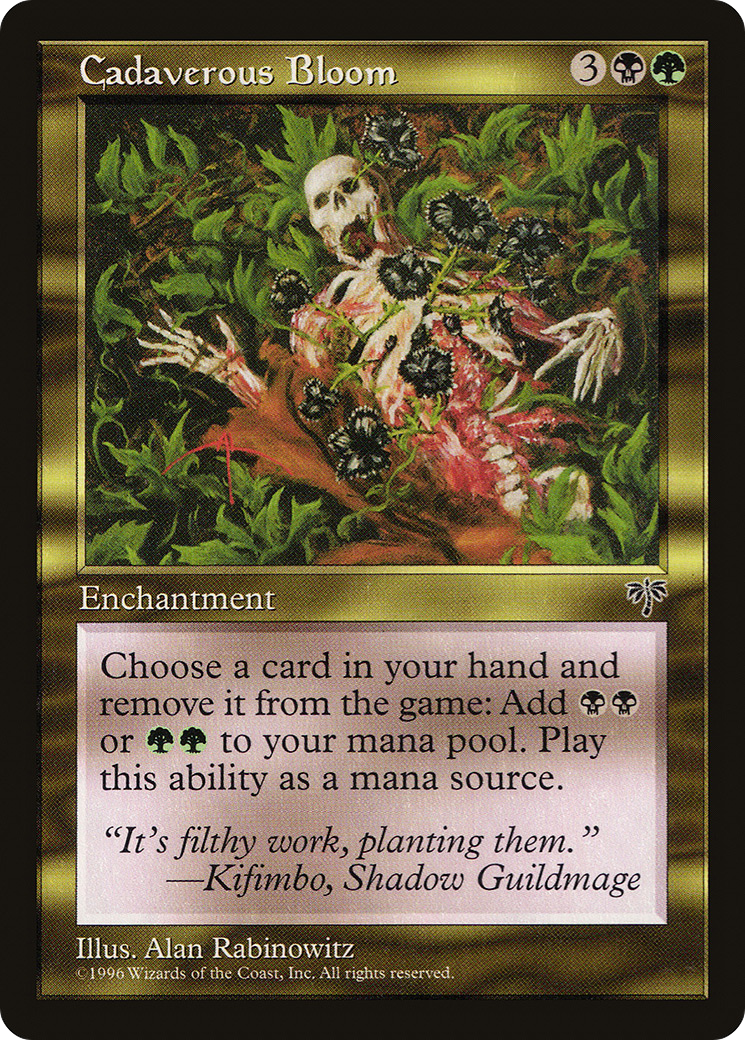 Cadaverous Bloom 3
Enchantment
Choose a card in your hand and
remove it from the game: Add
or to your mana pool. Play
this ability as a mana source.
“It’s filthy work, planting them.”
—Kifimbo, Shadow Guildmage
Illus. Alan Rabinowitz
©1996 Wizards of the Coast, Inc. All rights reserved.